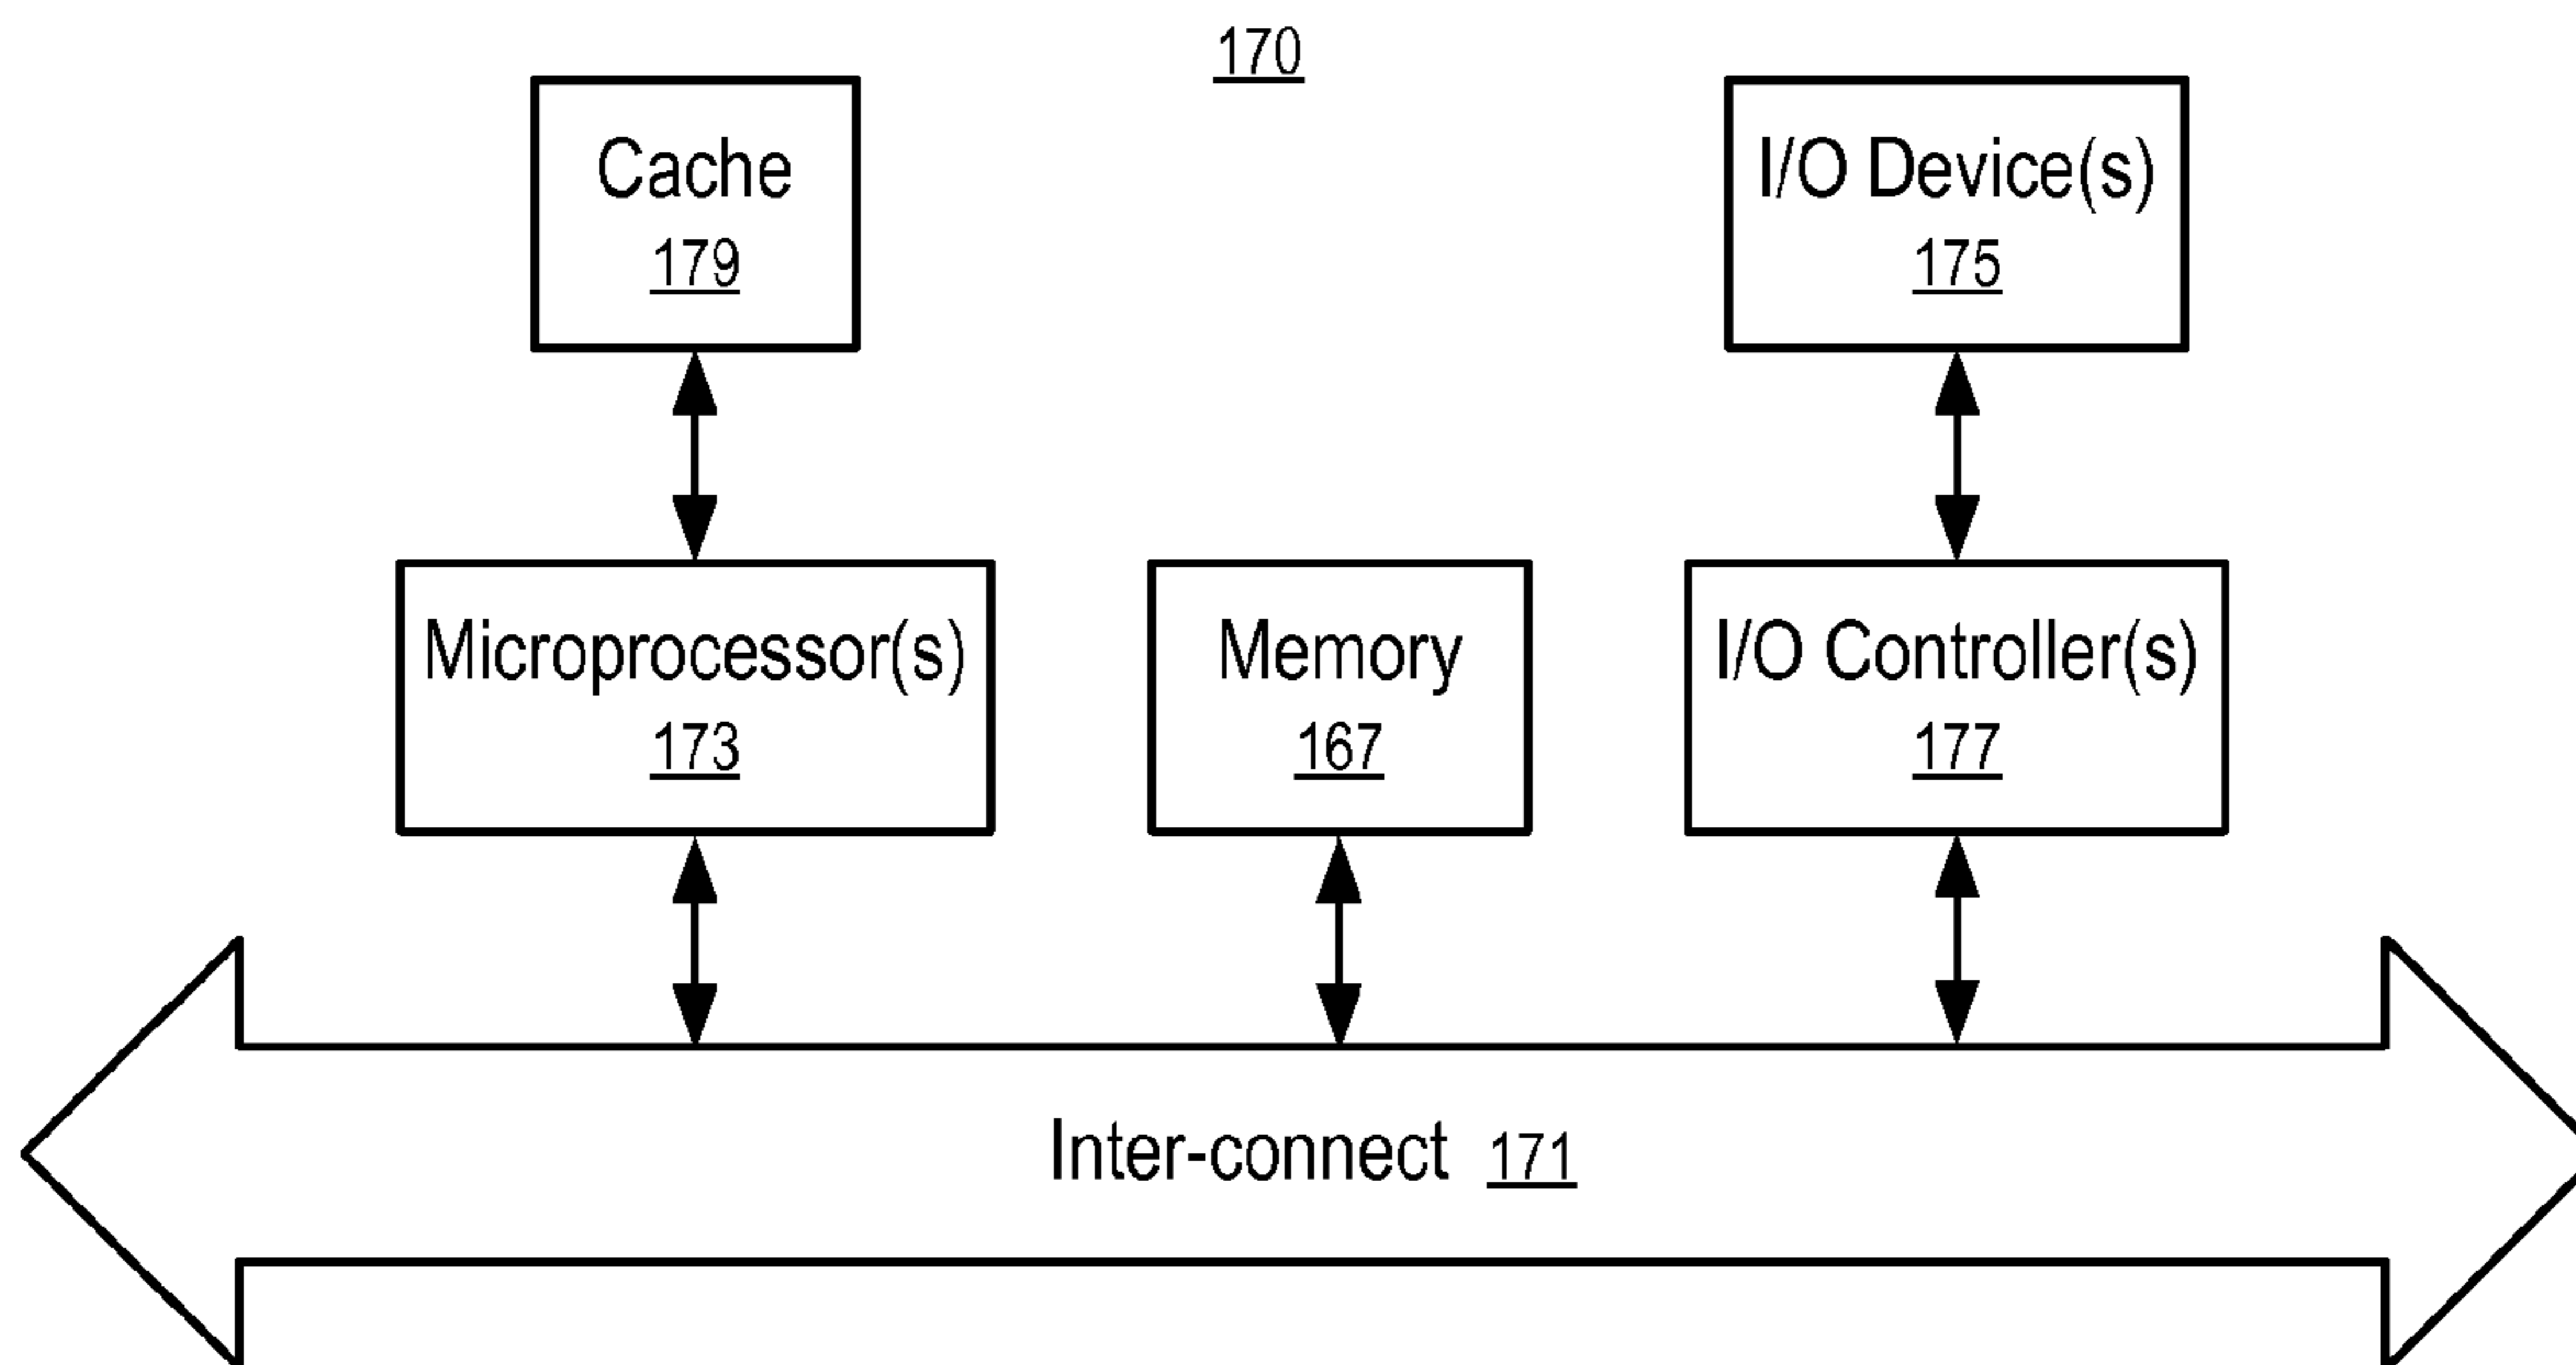 170
Cache
179
I/O Device(s)
175
Microprocessor(s)
173
Memory
167
I/O Controller(s)
177
Inter-connect 171